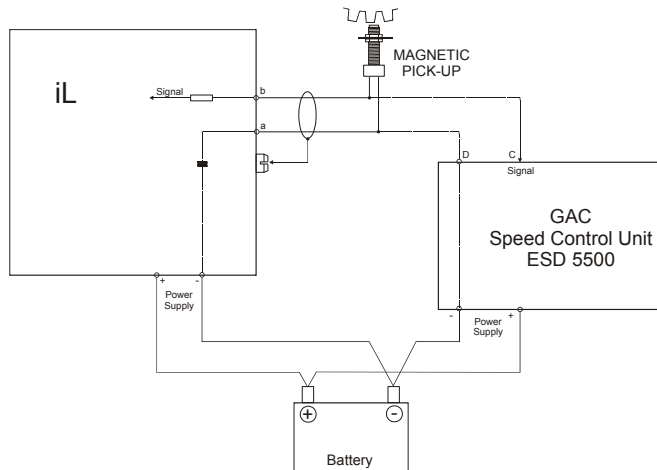 MAGNETIC
PICK-UP
iL
Signal
b
a
D
C
Signal
GAC
Speed Control Unit
ESD 5500
+
-
Power
Supply
-
+
Power
Supply
+
-
Battery